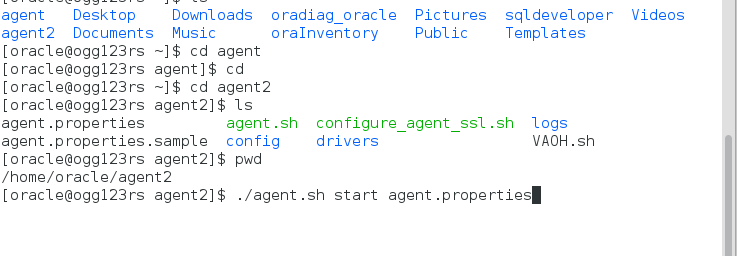 agent Desktop Downloads oradiag_oracle Pictures sqldeveloper Videos
agent2 Documents Music oraInventory Public Templates
[oracle@ogg123rs ~]$ cd agent
[oracle@ogg123rs agent]$ cd
[oracle@ogg123rs ~]$ cd agent2
[oracle@ogg123rs agent2]$ ls
agent.properties agent.sh configure_agent_ssl.sh logs
agent.properties.sample config drivers VAOH.sh
[oracle@ogg123rs agent2]$ pwd
/home/oracle/agent2
[oracle@ogg123rs agent2]$ ./agent.sh start agent.properties